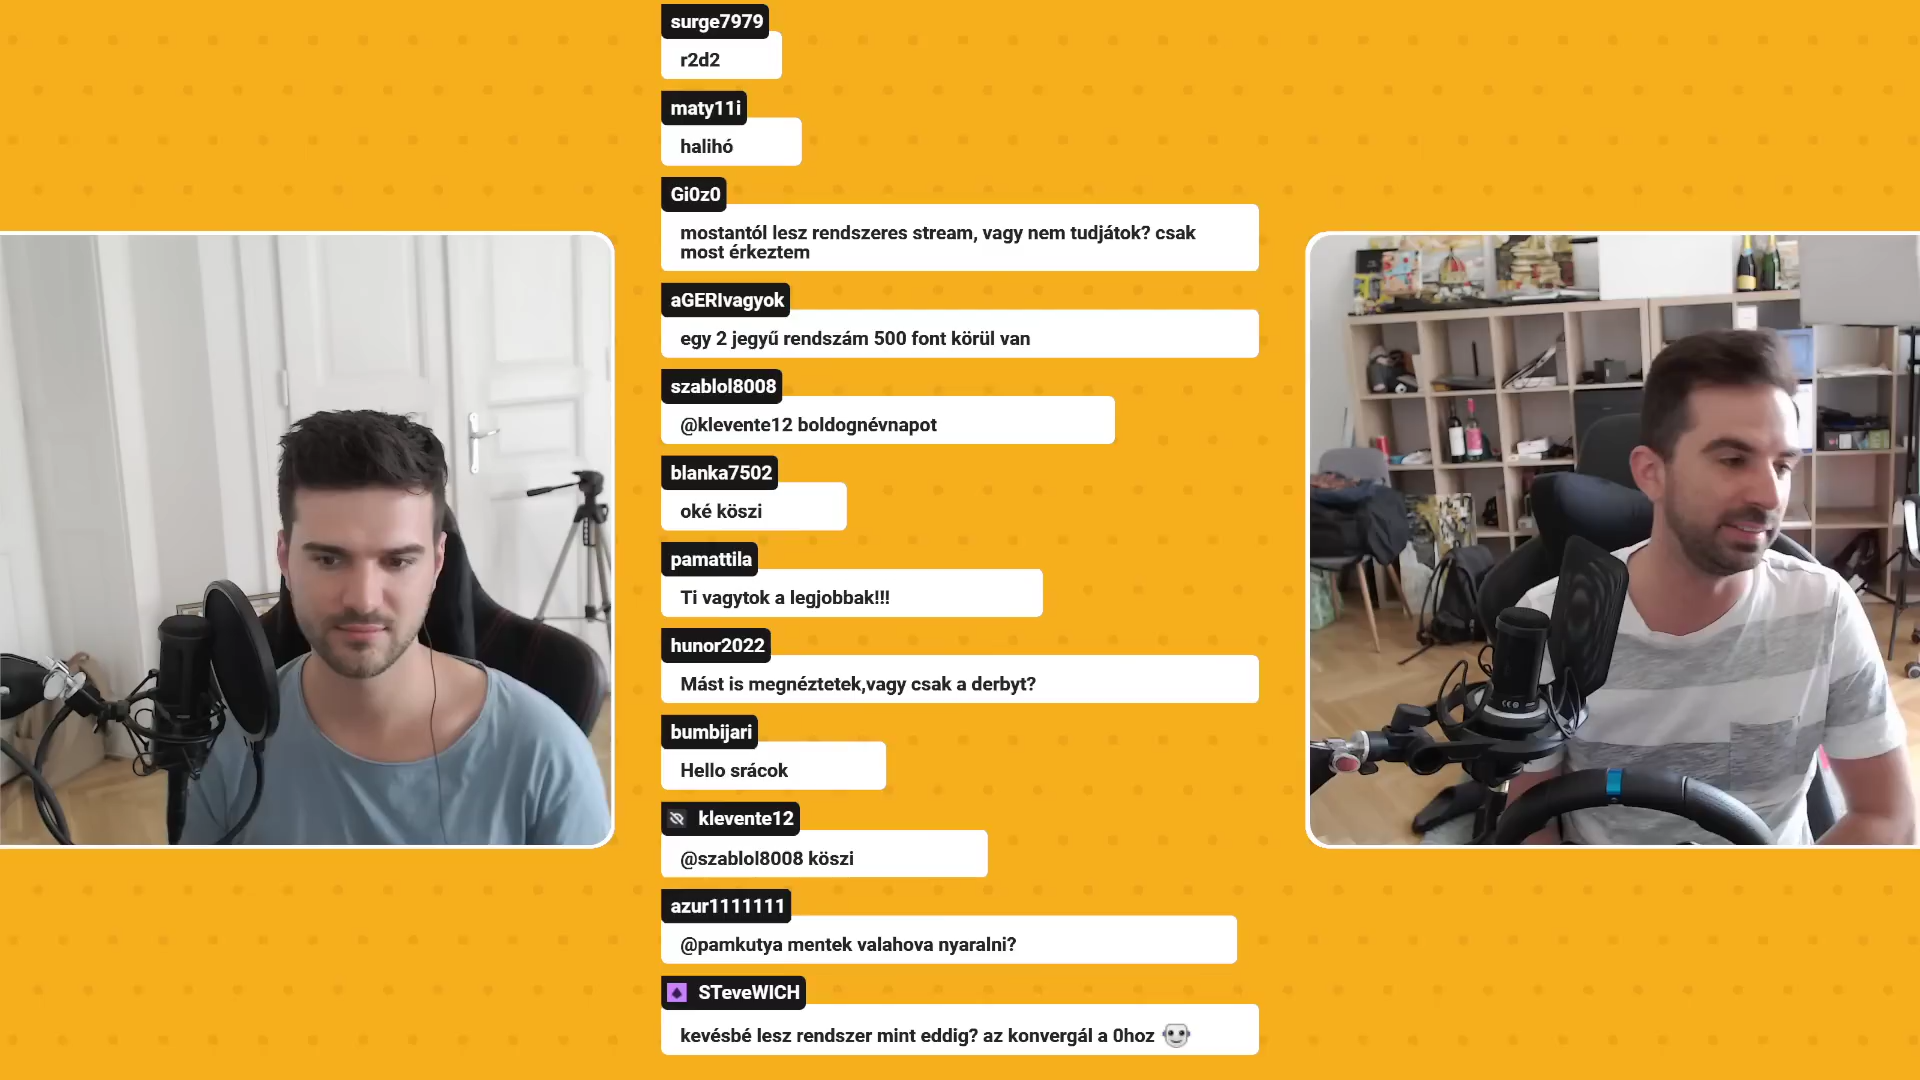 surge7979
r2d2
maty11i
halihó
Gi0z0
mostantól lesz rendszeres stream, vagy nem tudjátok? csak
most érkeztem
aGERIvagyok
egy 2 jegyű rendszám 500 font körül van
szablol8008
@klevente12 boldognévnapot
blanka7502
oké köszi
pamattila
Ti vagytok a legjobbak!!!
hunor2022
Mást is megnéztetek,vagy csak a derbyt?
bumbijari
Hello srácok
klevente12
@szablol8008 köszi
azur1111111
@pamkutya mentek valahova nyaralni?
STeveWICH
kevésbé lesz rendszer mint eddig? az konvergál a 0hoz